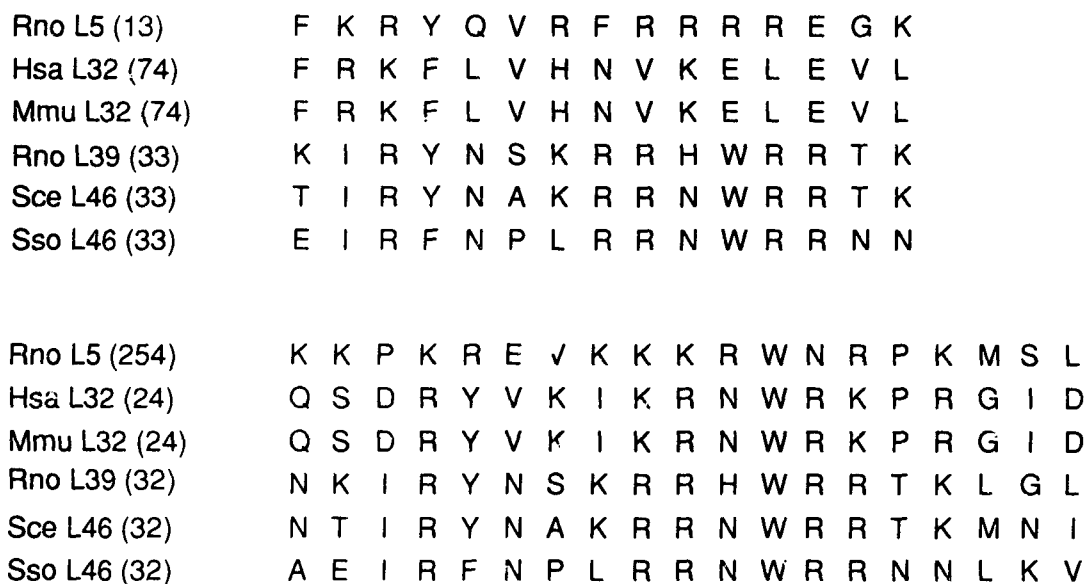 Rno L5 (13) F K R Y Q V R F R R R R E G K
Hsa L32 (74) F R K F L V H N V K E L E V L
Mmu L32 (74) F R K F L V H N V K E L E V L
Rno L39 (33) K I R Y N S K R R H W R R T K
Sce L46 (33) T I R Y N A K R R N W R R T K
Sso L46 (33) E I R F N P L R R N W R R N N
Rno L5 (254) K K P K R E √ K K K R W N R P K M S L
Hsa L32 (24) Q S D R Y V K I K R N W R K P R G I D
Mmu L32 (24) Q S D R Y V K I K R N W R K P R G I D
Rno L39 (32) N K I R Y N S K R R H W R R T K L G L
Sce L46 (32) N T I R Y N A K R R N W R R T K M N I
Sso L46 (32) A E I R F N P L R R N W R R N N L K V